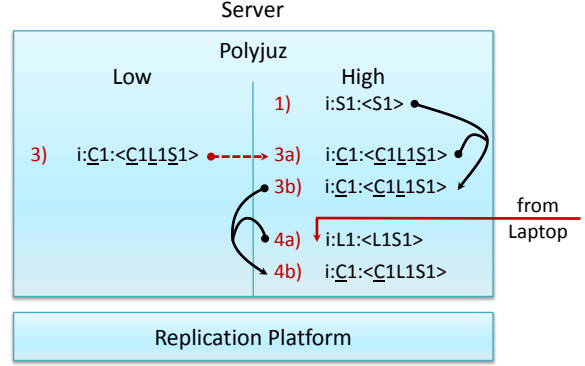 Server
Polyjuz
Low High
1) i:S1:<S1>
3) i:C1:<C1L1S1> 3a) i:C1:<C1L1S1>
3b) i:C1:<C1L1S1>
from
Laptop
4a) i:L1:<L1S1>
4b) i:C1:<C1L1S1>
Replication Platform